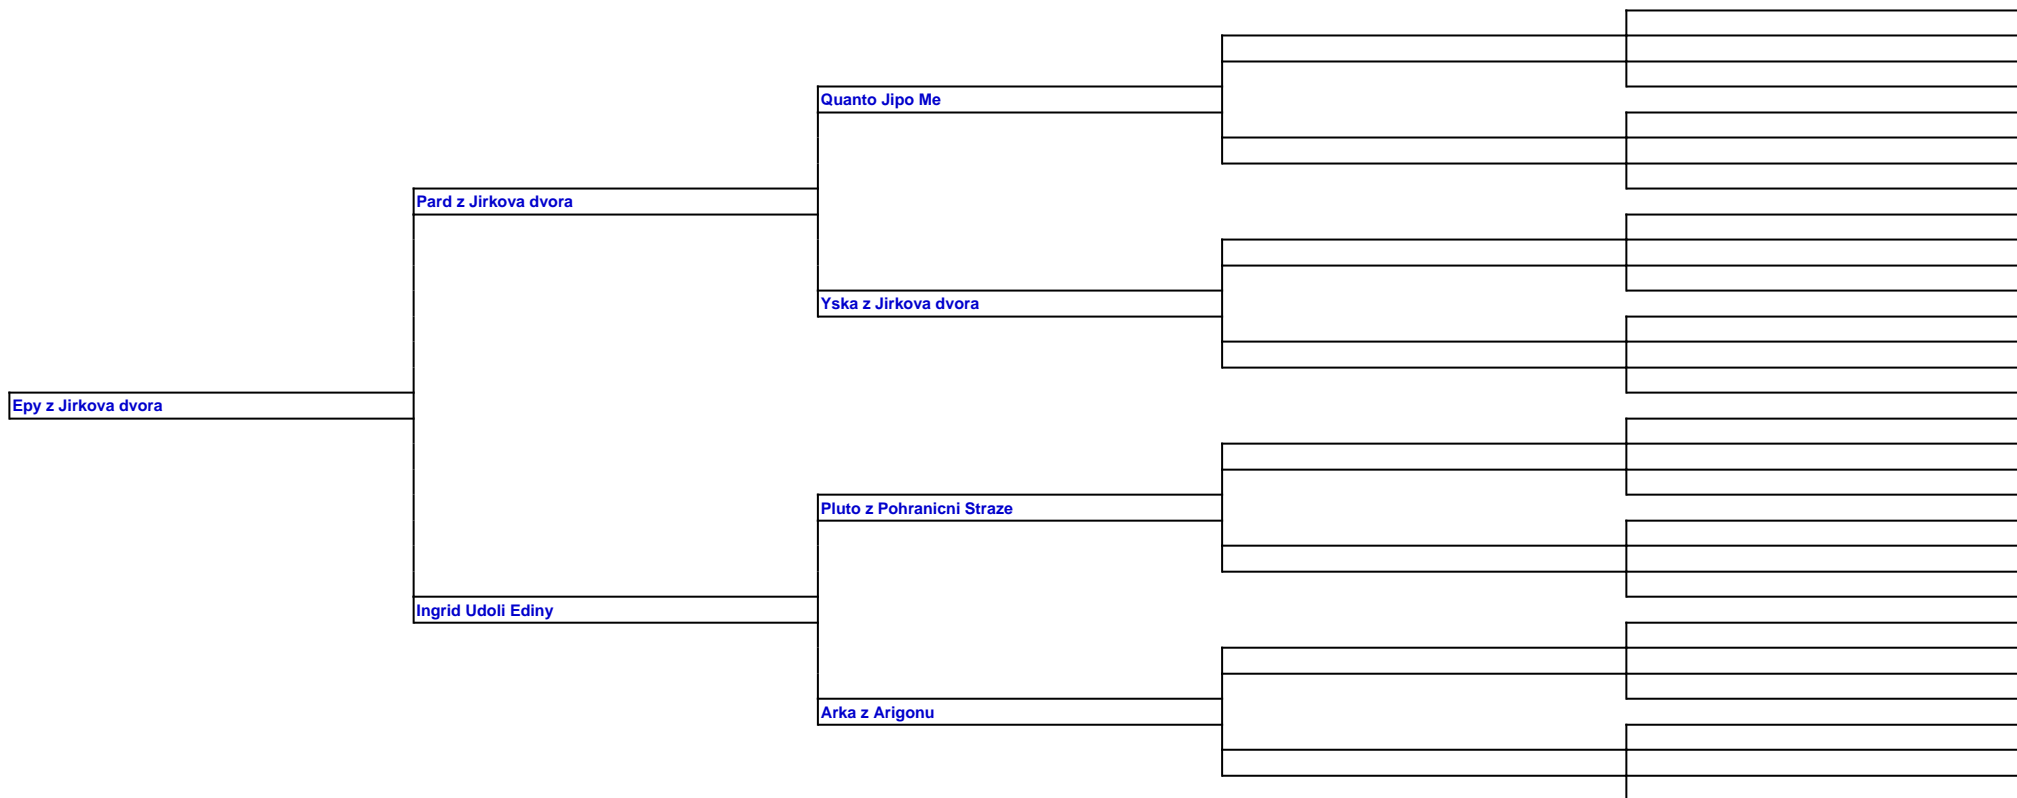 Quanto Jipo Me
Pard z Jirkova dvora
Yska z Jirkova dvora
Epy z Jirkova dvora
Pluto z Pohranicni Straze
Ingrid Udoli Ediny
Arka z Arigonu